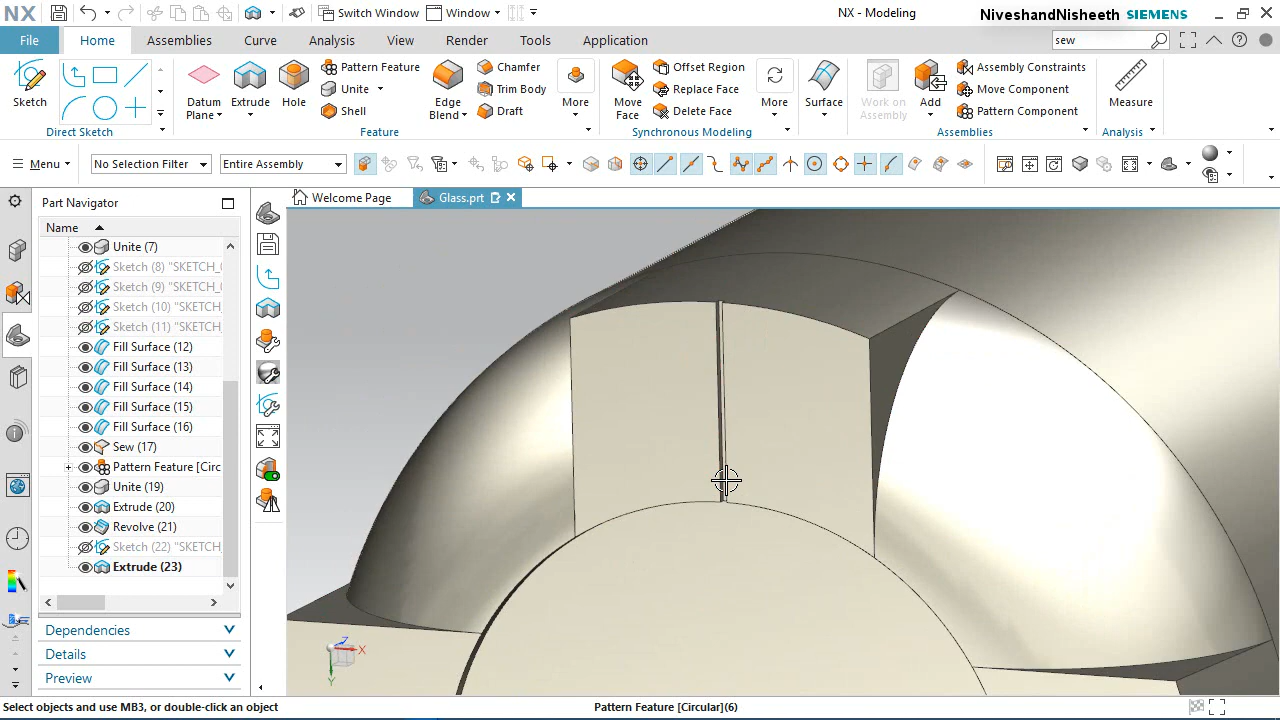 NX
Switch Window
Window
NX - Modeling
NiveshandNisheeth SIEMENS
File
Home
Assemblies
Curve
Analysis
View
Render
Tools
Application
sew
Sketch
Direct Sketch
Datum Plane
Extrude
Hole
Pattern Feature
Unite
Shell
Edge Blend
Chamfer
Trim Body
Draft
More
Feature
Move Face
Offset Region
Replace Face
Delete Face
More
Synchronous Modeling
Surface
Work on Assembly
Add
Assembly Constraints
Move Component
Pattern Component
Assemblies
Measure
Analysis
Menu
No Selection Filter
Entire Assembly
Part Navigator
Welcome Page
Glass.prt
Name
Unite (7)
Sketch (8) "SKETCH_
Sketch (9) "SKETCH_
Sketch (10) "SKETCH_
Sketch (11) "SKETCH_
Fill Surface (12)
Fill Surface (13)
Fill Surface (14)
Fill Surface (15)
Fill Surface (16)
Sew (17)
Pattern Feature [Circ
Unite (19)
Extrude (20)
Revolve (21)
Sketch (22) "SKETCH_
Extrude (23)
Dependencies
Details
Preview
Z
X
Y
Select objects and use MB3, or double-click an object
Pattern Feature [Circular](6)